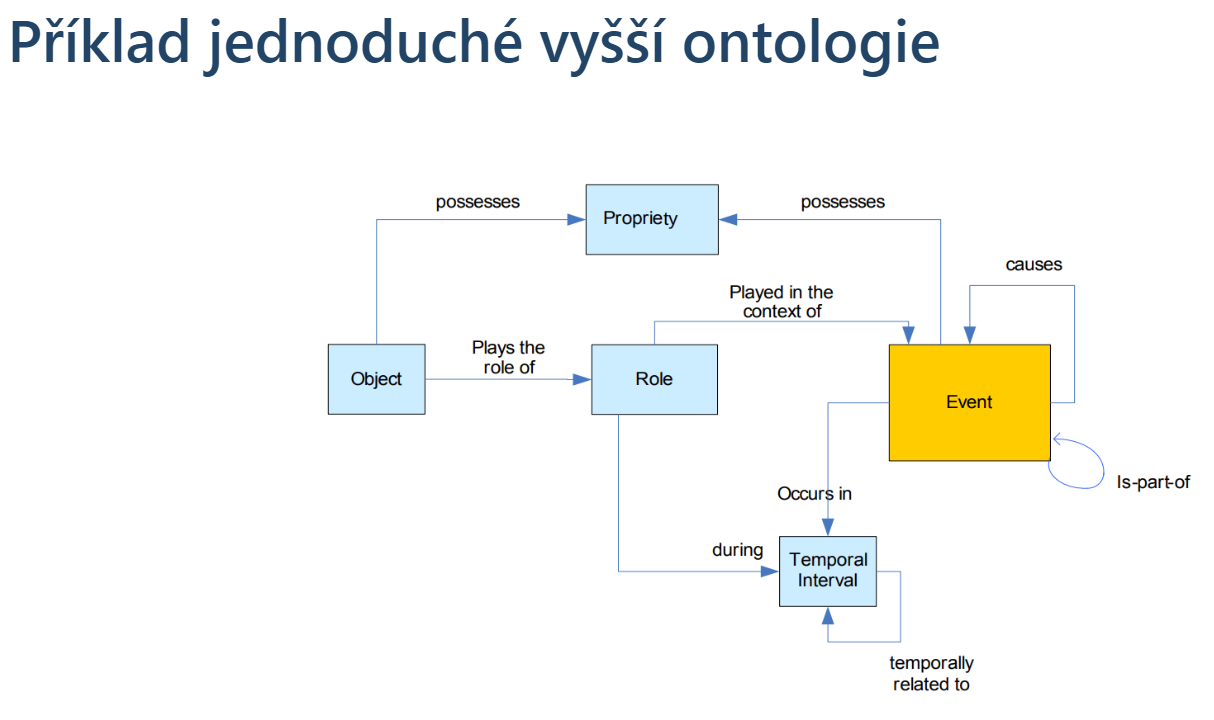 Příklad jednoduché vyšší ontologie
possesses
Propriety
possesses
causes
Played in the
context of
Plays the
role of
Object
Role
Event
Is-part-of
Occurs in
during
Temporal
Interval
temporally
related to